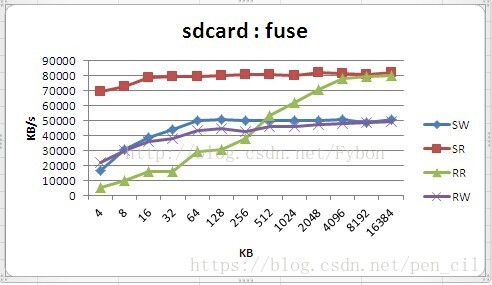 sdcard : fuse
90000
80000
70000
60000
50000
40000
30000
20000
10000
0
KB/s
4 8 16 32 64 128 256 512 1024 2048 4096 8192 16384
KB
SW
SR
RR
RW
http://blog.csdn.net/Fybon
https://blog.csdn.net/pen_cil